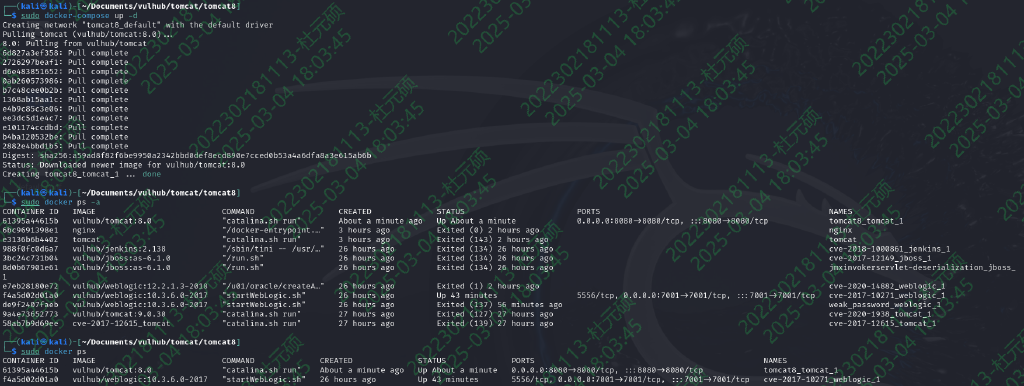 (kali㉿kali)-[~/Documents/vulhub/tomcat/tomcat8]
$ sudo docker-compose up -d
Creating network "tomcat8_default" with the default driver
Pulling tomcat (vulhub/tomcat:8.0)...
8.0: Pulling from vulhub/tomcat
6d827a3ef358: Pull complete
2726297beaf1: Pull complete
d6e483851652: Pull complete
0ab260573986: Pull complete
b7c48cee0b2b: Pull complete
1368ab15aa1c: Pull complete
e4b9c85c3e06: Pull complete
ee3dc5d1e4c7: Pull complete
e101174ccdbd: Pull complete
b4ba120532be: Pull complete
2882e4bbd1b5: Pull complete
Digest:
Status: Downloaded newer image for vulhub/tomcat:8.0
Creating tomcat8_tomcat_1 ... done
(kali㉿kali)-[~/Documents/vulhub/tomcat/tomcat8]
$ sudo docker ps -a
CONTAINER ID IMAGE COMMAND CREATED STATUS PORTS NAMES
61395a44615b vulhub/tomcat:8.0 "catalina.sh run" About a minute ago Up About a minute 0.0.0.0:8080→8080/tcp, :::8080→8080/tcp tomcat8_tomcat_1
6bc9691398e1 nginx "/docker-entrypoint.…" 3 hours ago Exited (0) 2 hours ago nginx
e3136b6b4402 tomcat "catalina.sh run" 3 hours ago Exited (143) 2 hours ago tomcat
988f0fc0d6a7 vulhub/jenkins:2.138 "/sbin/tini -- /usr/…" 26 hours ago Exited (134) 26 hours ago cve-2018-1000861_jenkins_1
3bc24c731b04 vulhub/jboss:as-6.1.0 "/run.sh" 26 hours ago Exited (134) 26 hours ago cve-2017-12149_jboss_1
8d0b67901e61 vulhub/jboss:as-6.1.0 "/run.sh" 26 hours ago Exited (134) 26 hours ago jmxinvokerservlet-deserialization_jboss_
1
e7eb28180e72 vulhub/weblogic:12.2.1.3-2018 "/u01/oracle/createA…" 26 hours ago Exited (1) 2 hours ago cve-2020-14882_weblogic_1
f4a5d02d01a0 vulhub/weblogic:10.3.6.0-2017 "startWebLogic.sh" 26 hours ago Up 43 minutes 5556/tcp, 0.0.0.0:7001→7001/tcp, :::7001→7001/tcp cve-2017-10271_weblogic_1
de9f2407faeb vulhub/weblogic:10.3.6.0-2017 "startWebLogic.sh" 26 hours ago Exited (137) 56 minutes ago weak_password_weblogic_1
9a4e73652773 vulhub/tomcat:9.0.30 "catalina.sh run" 27 hours ago Exited (127) 27 hours ago cve-2020-1938_tomcat_1
58ab7b9d69ee cve-2017-12615_tomcat "catalina.sh run" 27 hours ago Exited (139) 27 hours ago cve-2017-12615_tomcat_1
(kali㉿kali)-[~/Documents/vulhub/tomcat/tomcat8]
$ sudo docker ps
CONTAINER ID IMAGE COMMAND CREATED STATUS PORTS NAMES
61395a44615b vulhub/tomcat:8.0 "catalina.sh run" About a minute ago Up About a minute 0.0.0.0:8080→8080/tcp, :::8080→8080/tcp tomcat8_tomcat_1
f4a5d02d01a0 vulhub/weblogic:10.3.6.0-2017 "startWebLogic.sh" 26 hours ago Up 43 minutes 5556/tcp, 0.0.0.0:7001→7001/tcp, :::7001→7001/tcp cve-2017-10271_weblogic_1
2022302181113-杜元硕
2025-03-04 18:03:45